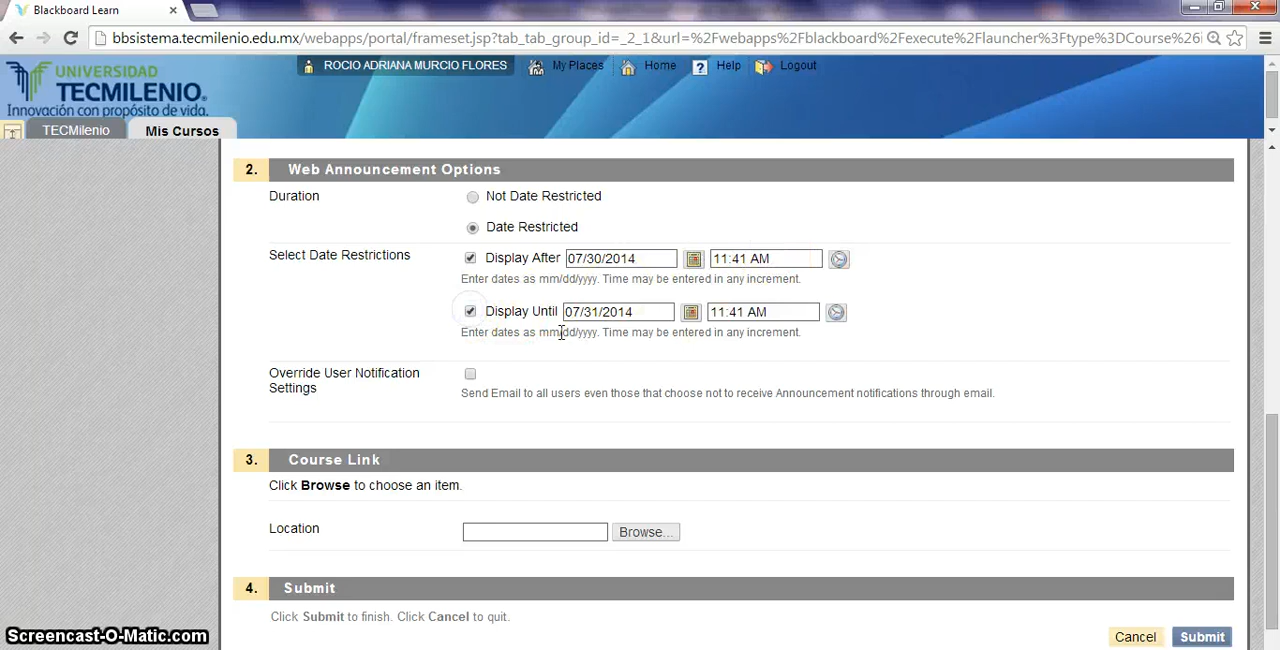 Blackboard Learn
bbsistema.tecmilenio.edu.mx/webapps/portal/frameset.jsp?tab_tab_group_id=_2_1&url=%2Fwebapps%2Fblackboard%2Fexecute%2Flauncher%3Ftype%3DCourse%26i
UNIVERSIDAD
TECMILENIO.
Innovación con propósito de vida.
ROCIO ADRIANA MURCIO FLORES
My Places
Home
? Help
Logout
TECMilenio
Mis Cursos
2. Web Announcement Options
Duration
Not Date Restricted
Date Restricted
Select Date Restrictions
Display After 07/30/2014 11:41 AM
Enter dates as mm/dd/yyyy. Time may be entered in any increment.
Display Until 07/31/2014 11:41 AM
Enter dates as mm/dd/yyyy. Time may be entered in any increment.
Override User Notification
Settings
Send Email to all users even those that choose not to receive Announcement notifications through email.
3. Course Link
Click Browse to choose an item.
Location
Browse...
4. Submit
Click Submit to finish. Click Cancel to quit.
Cancel
Submit
Screencast-O-Matic.com